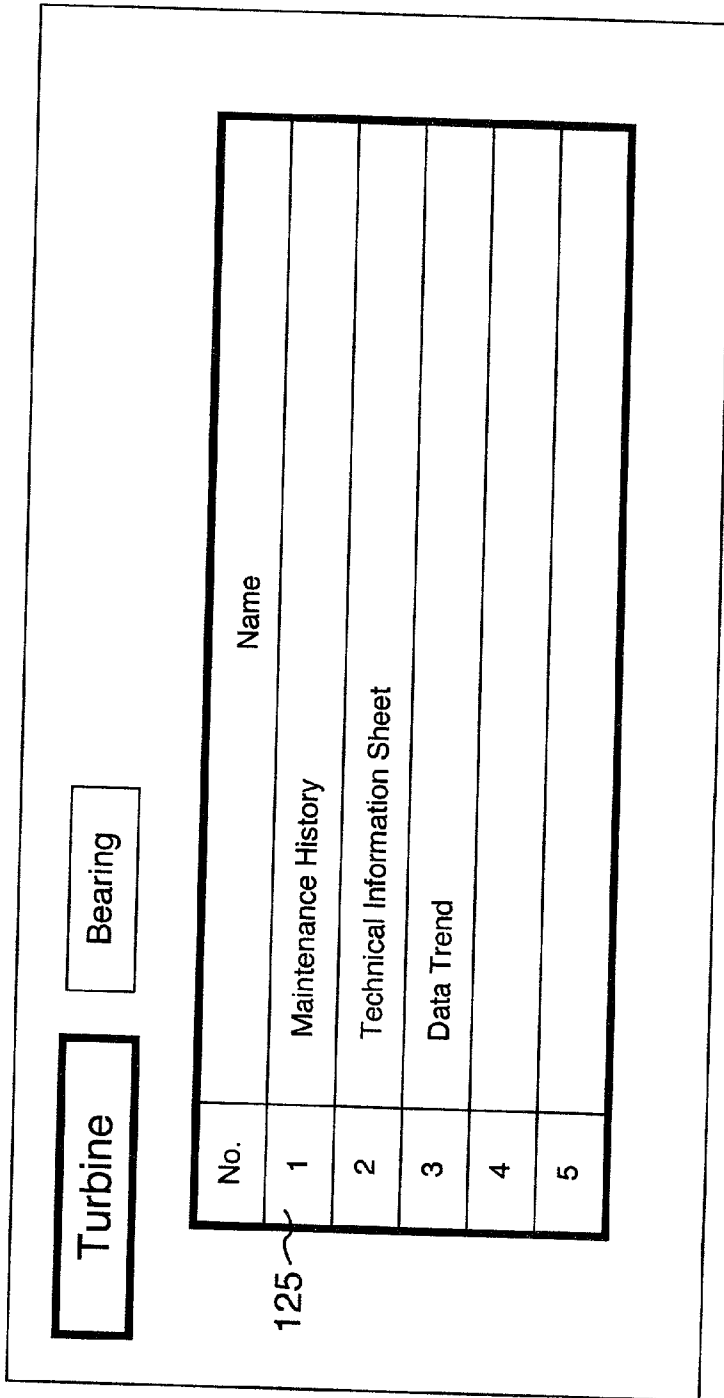 Turbine Bearing
No. Name
125 1 Maintenance History
2 Technical Information Sheet
3 Data Trend
4
5